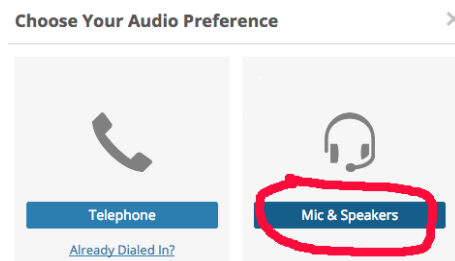 Choose Your Audio Preference
Telephone
Already Dialed In?
Mic & Speakers